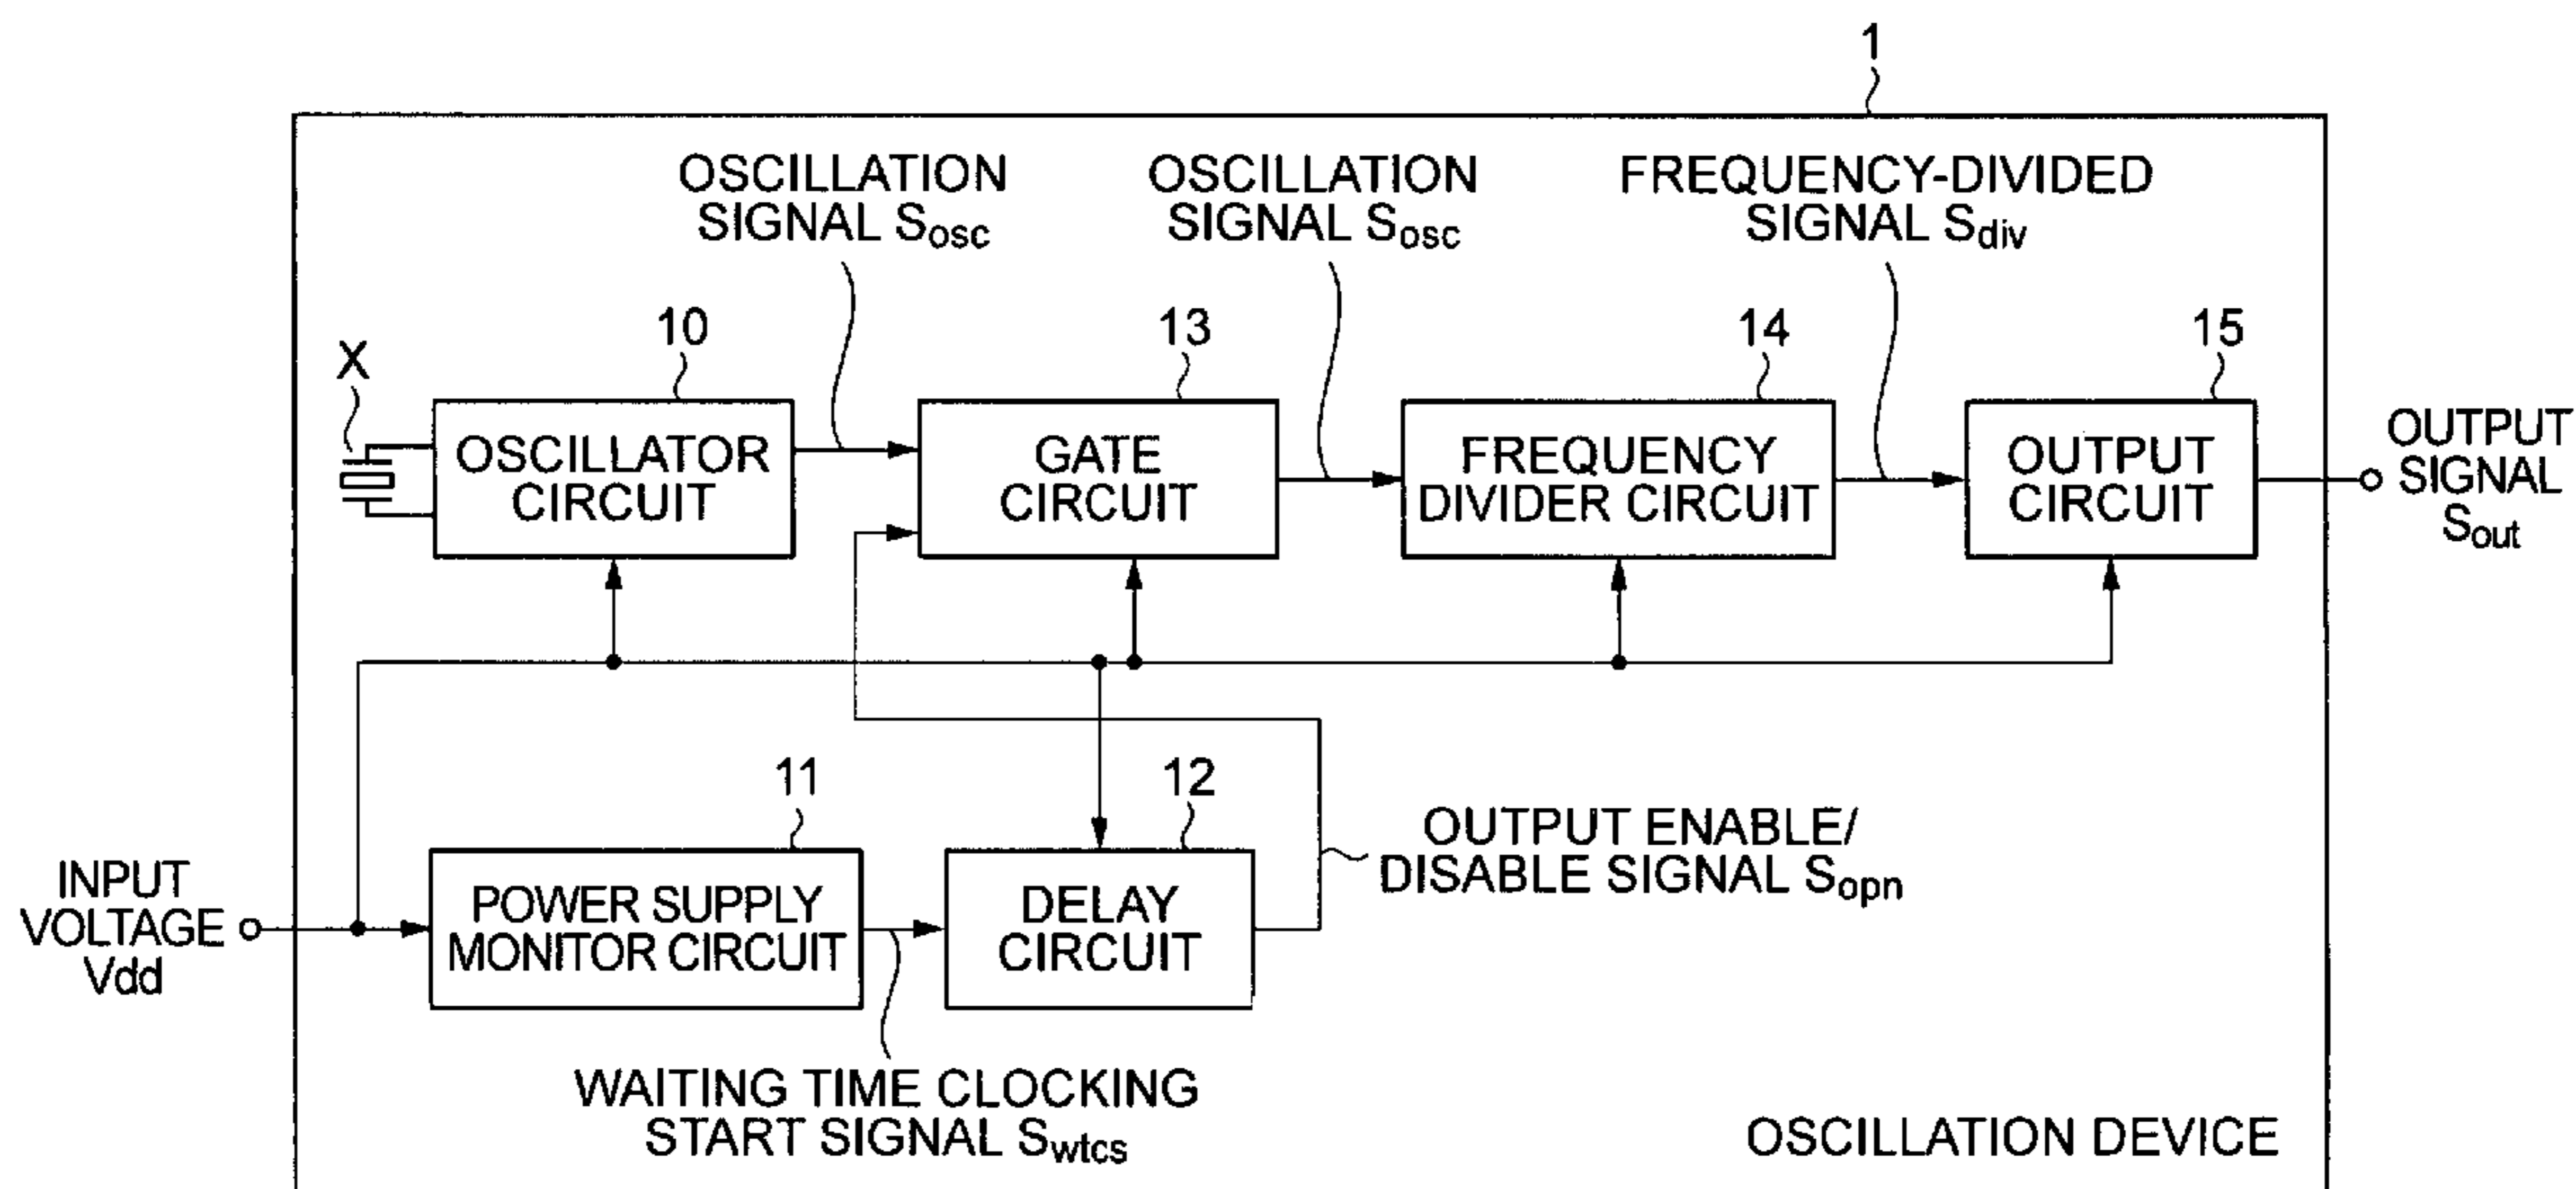 1
OSCILLATION
SIGNAL Sosc
OSCILLATION
SIGNAL Sosc
FREQUENCY-DIVIDED
SIGNAL Sdiv
X
10
13
14
15
OSCILLATOR
CIRCUIT
GATE
CIRCUIT
FREQUENCY
DIVIDER CIRCUIT
OUTPUT
CIRCUIT
OUTPUT
SIGNAL
Sout
11
12
INPUT
VOLTAGE
Vdd
POWER SUPPLY
MONITOR CIRCUIT
DELAY
CIRCUIT
OUTPUT ENABLE/
DISABLE SIGNAL Sopn
WAITING TIME CLOCKING
START SIGNAL Swtcs
OSCILLATION DEVICE